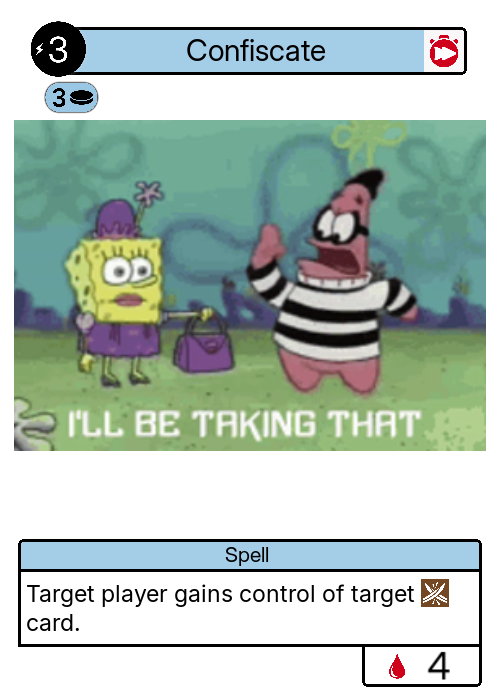 3
Confiscate
3
I'LL BE TAKING THAT
Spell
Target player gains control of target
card.
4